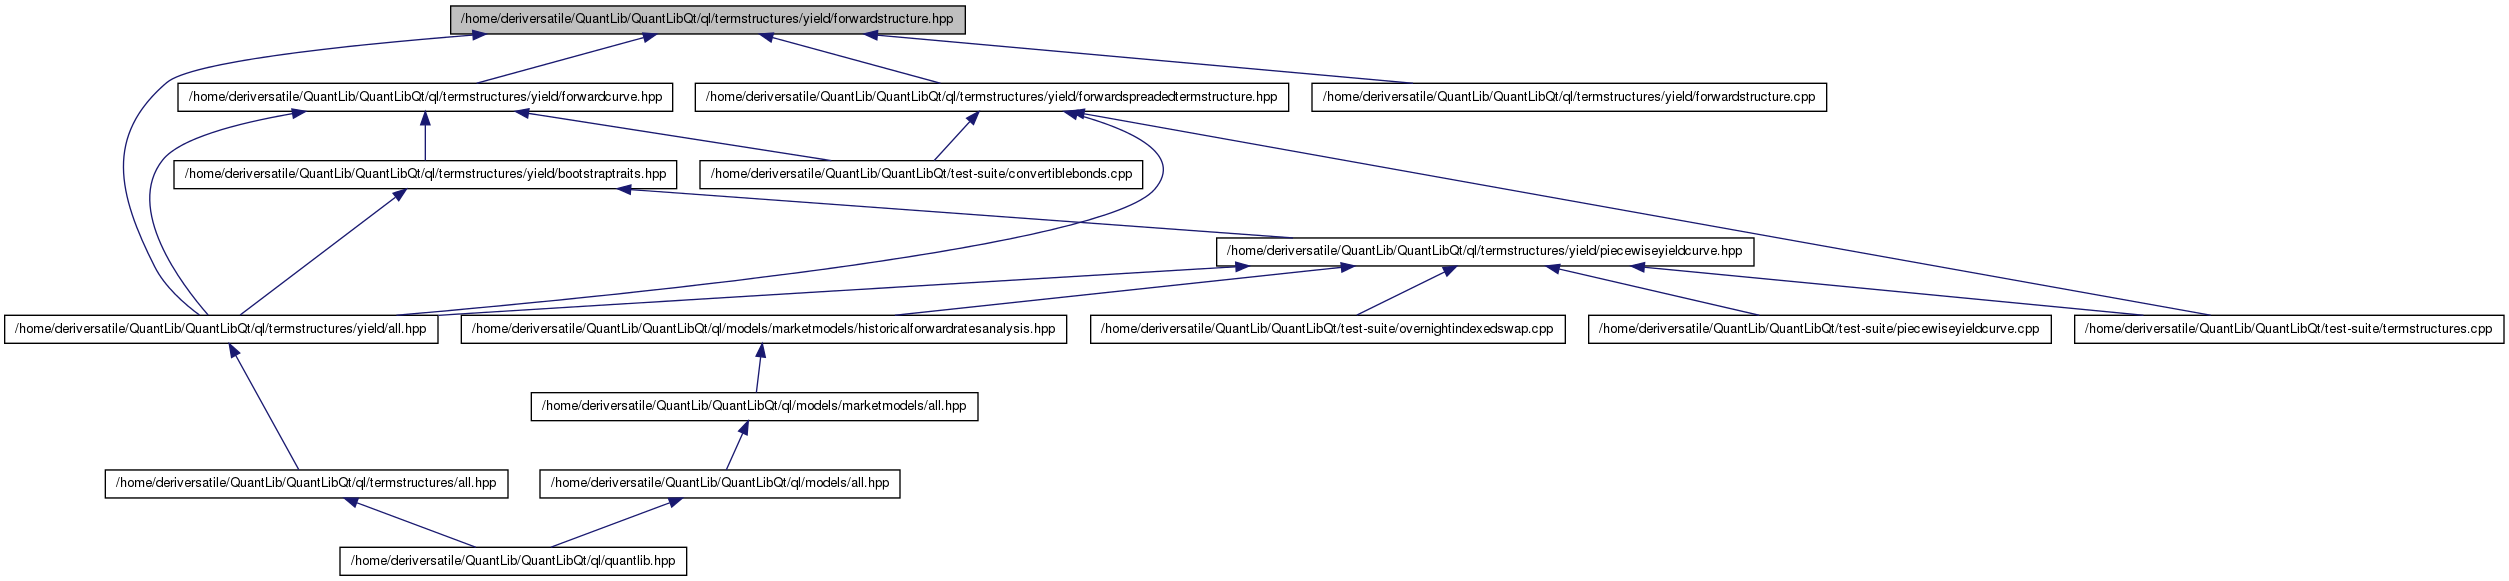 /home/deriversatile/QuantLib/QuantLibQt/ql/termstructures/yield/forwardstructure.hpp
/home/deriversatile/QuantLib/QuantLibQt/ql/termstructures/yield/forwardcurve.hpp
/home/deriversatile/QuantLib/QuantLibQt/ql/termstructures/yield/forwardspreadedtermstructure.hpp
/home/deriversatile/QuantLib/QuantLibQt/ql/termstructures/yield/forwardstructure.cpp
/home/deriversatile/QuantLib/QuantLibQt/ql/termstructures/yield/bootstraptraits.hpp
/home/deriversatile/QuantLib/QuantLibQt/test-suite/convertiblebonds.cpp
/home/deriversatile/QuantLib/QuantLibQt/ql/termstructures/yield/piecewiseyieldcurve.hpp
/home/deriversatile/QuantLib/QuantLibQt/ql/termstructures/yield/all.hpp
/home/deriversatile/QuantLib/QuantLibQt/ql/models/marketmodels/historicalforwardratesanalysis.hpp
/home/deriversatile/QuantLib/QuantLibQt/test-suite/overnightindexedswap.cpp
/home/deriversatile/QuantLib/QuantLibQt/test-suite/piecewiseyieldcurve.cpp
/home/deriversatile/QuantLib/QuantLibQt/test-suite/termstructures.cpp
/home/deriversatile/QuantLib/QuantLibQt/ql/models/marketmodels/all.hpp
/home/deriversatile/QuantLib/QuantLibQt/ql/termstructures/all.hpp
/home/deriversatile/QuantLib/QuantLibQt/ql/models/all.hpp
/home/deriversatile/QuantLib/QuantLibQt/ql/quantlib.hpp